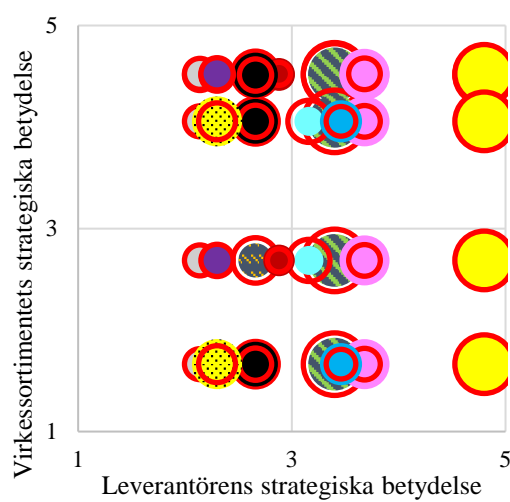 5
Virkessortimentets strategiska betydelse
3
1
1 3 5
Leverantörens strategiska betydelse